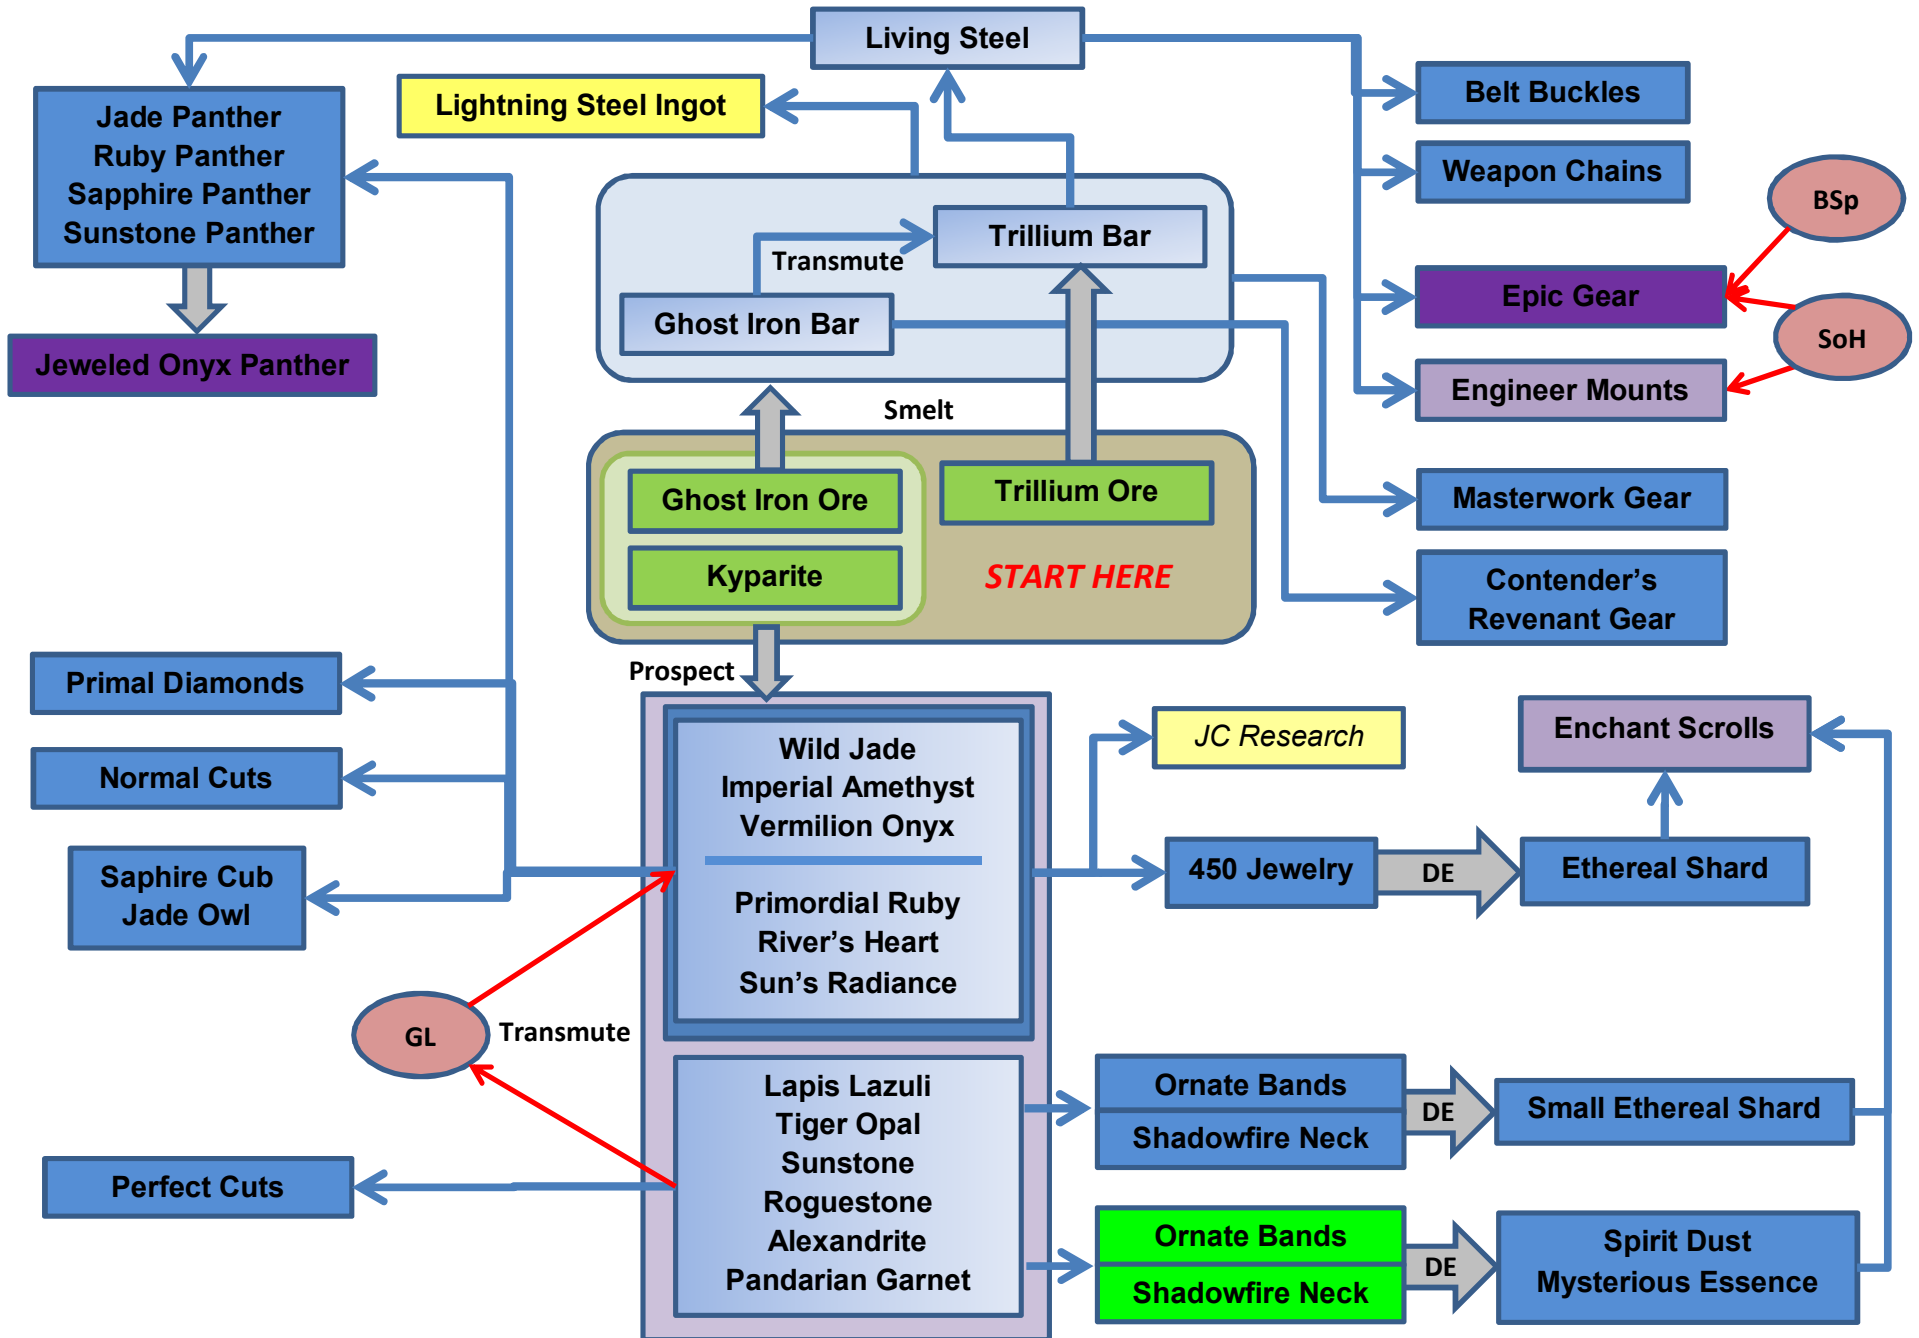 Living Steel
Lightning Steel Ingot
Jade Panther
Ruby Panther
Sapphire Panther
Sunstone Panther
Jeweled Onyx Panther
Belt Buckles
Weapon Chains
BSp
Epic Gear
SoH
Engineer Mounts
Trillium Bar
Transmute
Ghost Iron Bar
Smelt
Ghost Iron Ore
Trillium Ore
Kyparite
START HERE
Masterwork Gear
Contender’s
Revenant Gear
Prospect
Primal Diamonds
Normal Cuts
Saphire Cub
Jade Owl
Wild Jade
Imperial Amethyst
Vermilion Onyx
Primordial Ruby
River’s Heart
Sun’s Radiance
JC Research
Enchant Scrolls
450 Jewelry
DE
Ethereal Shard
GL
Transmute
Lapis Lazuli
Tiger Opal
Sunstone
Roguestone
Alexandrite
Pandarian Garnet
Perfect Cuts
Ornate Bands
Shadowfire Neck
DE
Small Ethereal Shard
Ornate Bands
Shadowfire Neck
DE
Spirit Dust
Mysterious Essence